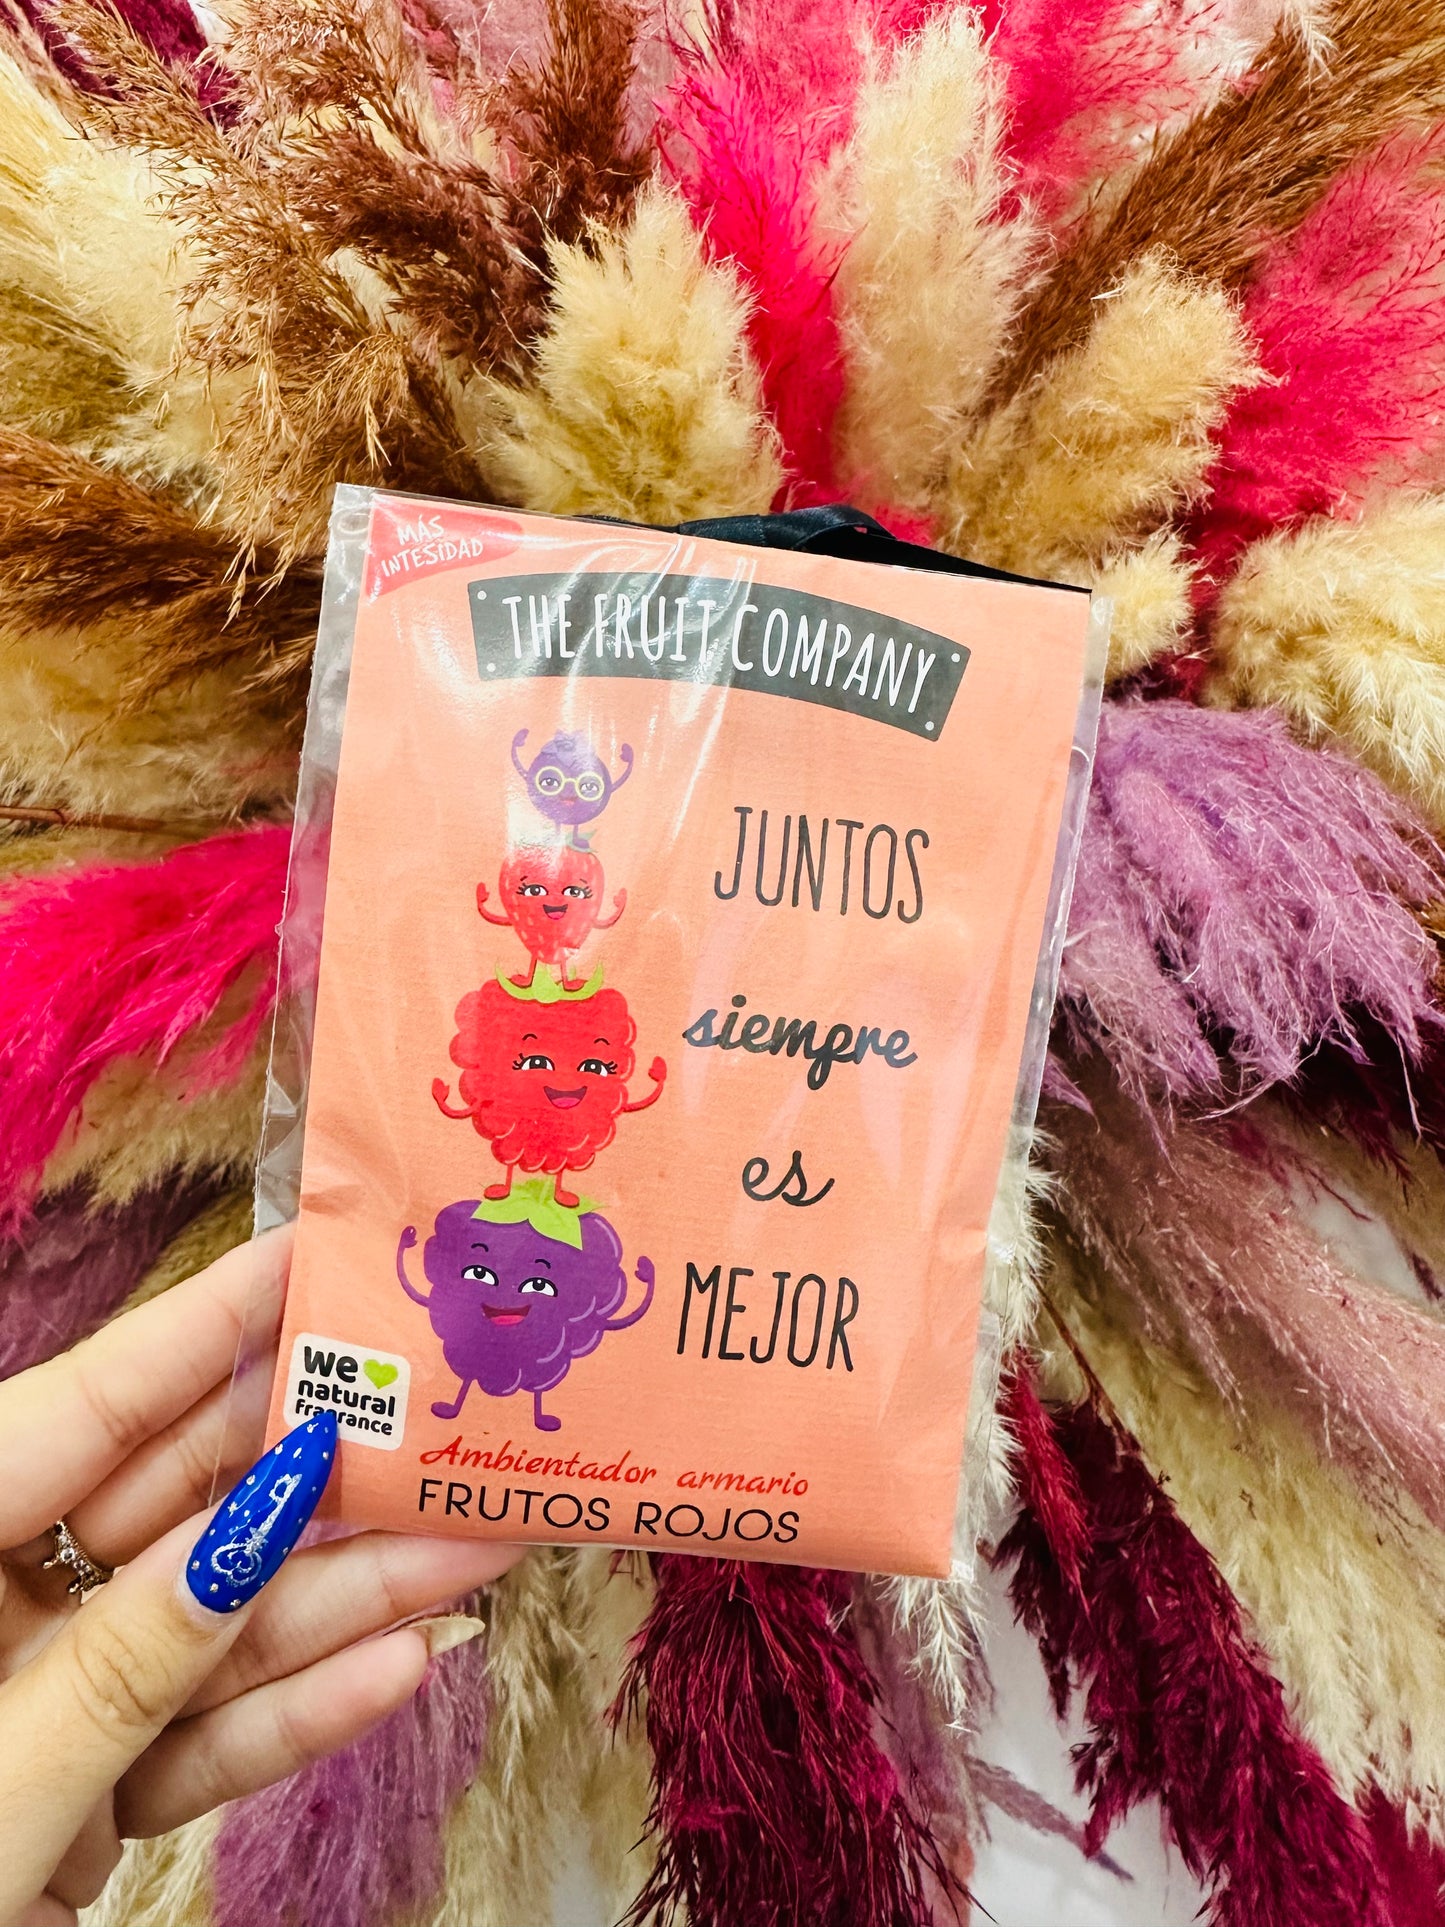 MÁS
INTESIDAD
THE FRUIT COMPANY
JUNTOS
siempre
es
MEJOR
we
natural
fragrance
Ambientador armario
FRUTOS ROJOS